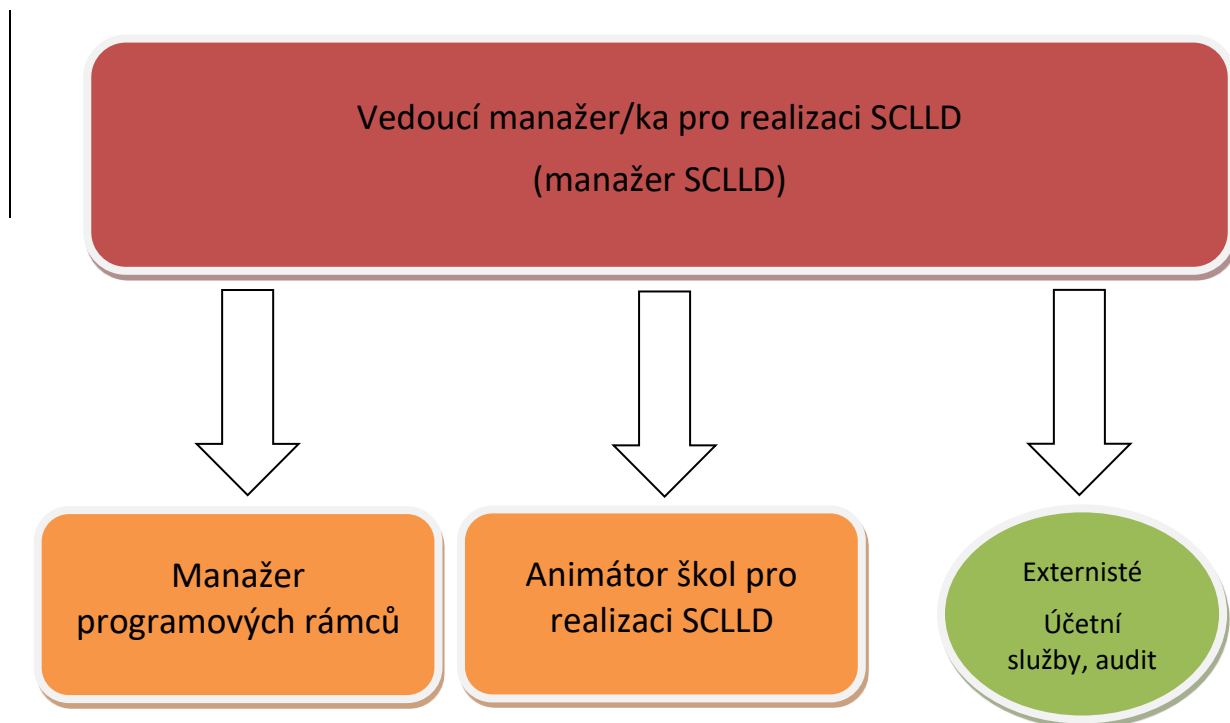 Vedoucí manažer/ka pro realizaci SCLLD
(manažer SCLLD)
Manažer
programových rámců
Animátor škol pro
realizaci SCLLD
Externisté
Účetní
služby, audit